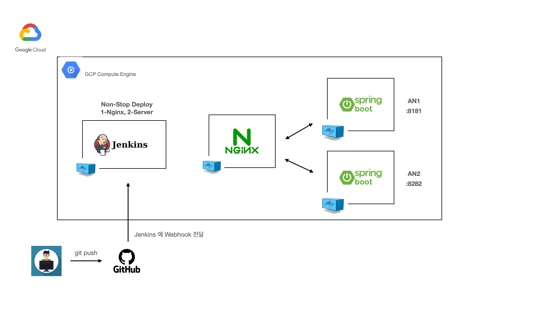 Google Cloud
GCP Compute Engine
Non-Stop Deploy
1-Nginx, 2-Server
Jenkins
NGINX
spring
boot
AN1
:8181
spring
boot
AN2
:8282
Jenkins 에 Webhook 전달
git push
GitHub